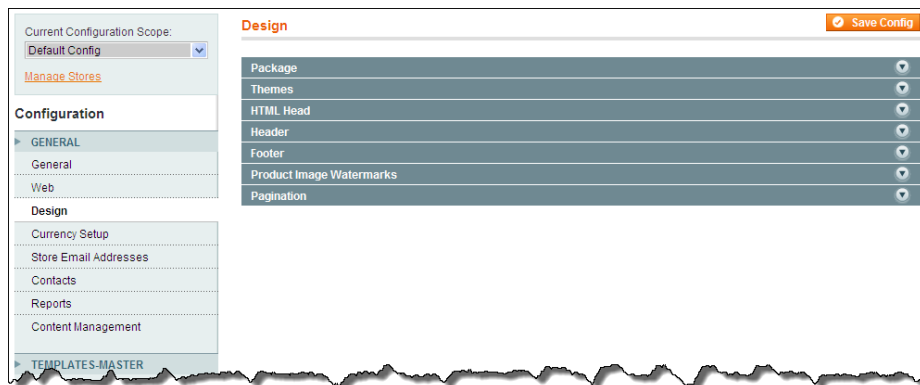 Current Configuration Scope:
Default Config
Manage Stores
Configuration
GENERAL
General
Web
Design
Currency Setup
Store Email Addresses
Contacts
Reports
Content Management
TEMPLATES-MASTER
Design
Save Config
Package
Themes
HTML Head
Header
Footer
Product Image Watermarks
Pagination